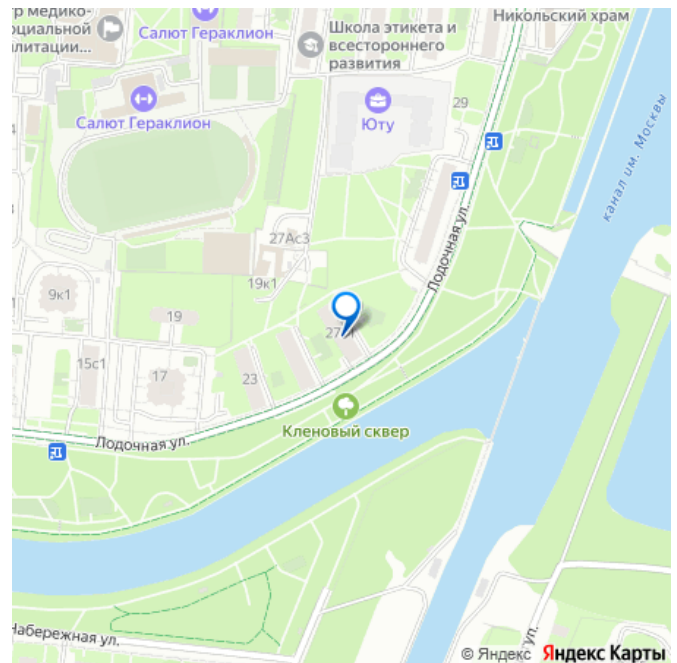 р медико-
оциальной
илитации...
Салют Гераклион
Школа этикета и
всестороннего
развития
Никольский храм
Салют Гераклион
Юту
29
канал им. Москвы
Лодочная ул.
27Ас3
19к1
9к1
19
15с1
17
23
Кленовый сквер
Лодочная ул.
Набережная ул.
ул.
© Яндекс Яндекс Карты